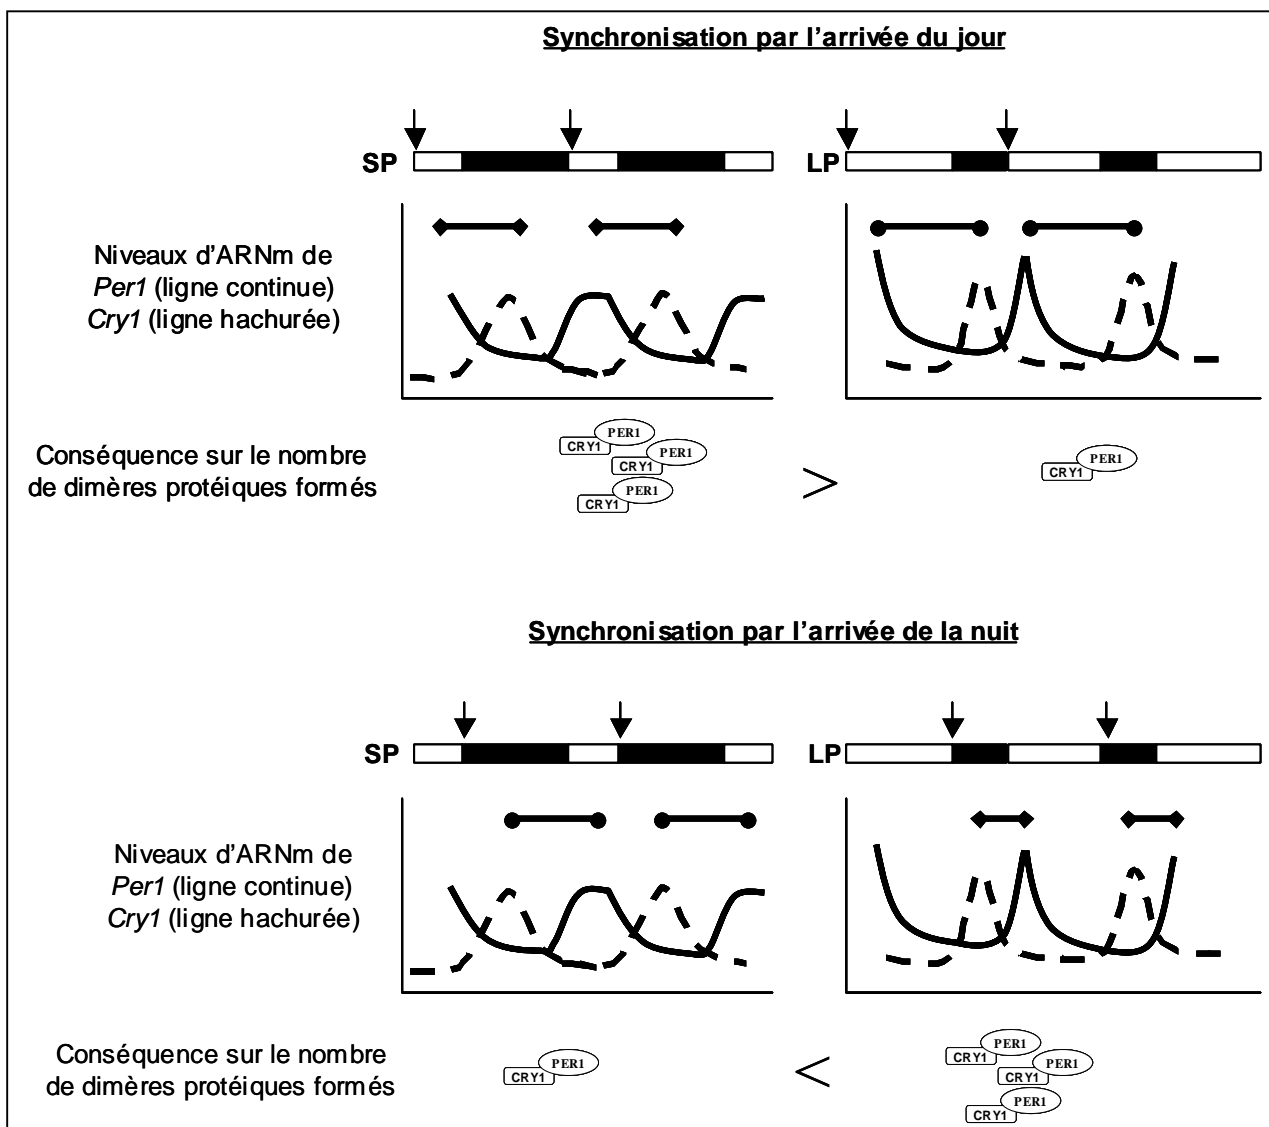 Synchronisation par l'arrivée du jour
SP
LP
Niveaux d'ARNm de
Per1 (ligne continue)
Cry1 (ligne hachurée)
Conséquence sur le nombre
de dimères protéiques formés
PER1
CRY1
PER1
CRY1
PER1
CRY1
>
PER1
CRY1
Synchronisation par l'arrivée de la nuit
SP
LP
Niveaux d'ARNm de
Per1 (ligne continue)
Cry1 (ligne hachurée)
Conséquence sur le nombre
de dimères protéiques formés
PER1
CRY1
<
PER1
CRY1
PER1
CRY1
PER1
CRY1